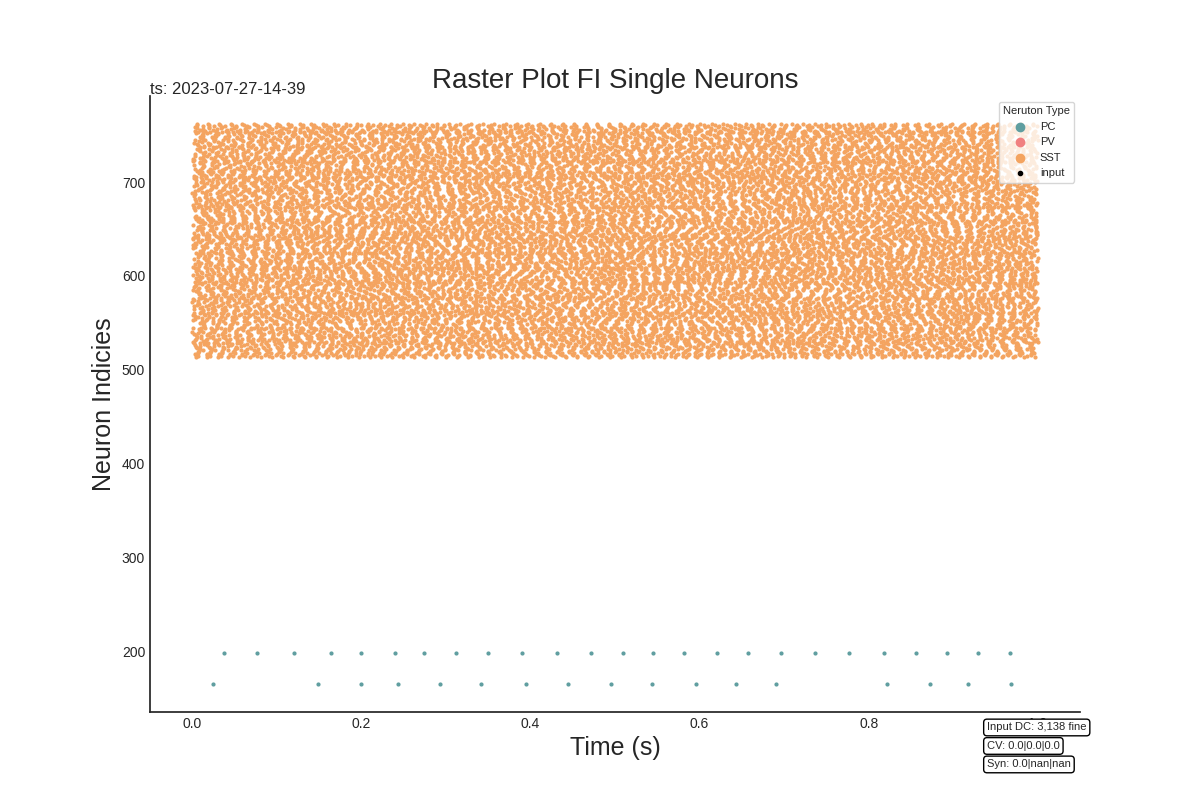 Raster Plot FI Single Neurons
ts: 2023-07-27-14-39
Neruton Type
PC
PV
SST
input
700
600
500
400
300
200
Neuron Indicies
0.0
0.2
0.4
0.6
0.8
Time (s)
Input DC: 3,138 fine
CV: 0.0|0.0|0.0
Syn: 0.0|nan|nan